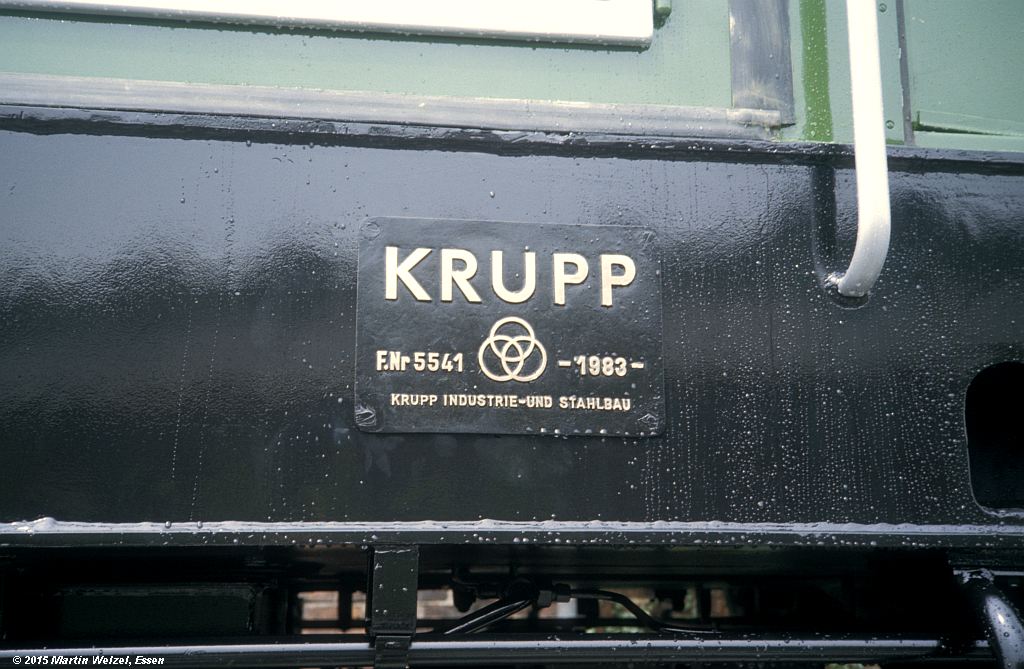 KRUPP
F.Nr 5541 -1983-
KRUPP INDUSTRIE-UND STAHLBAU
© 2015 Martin Welzel, Essen